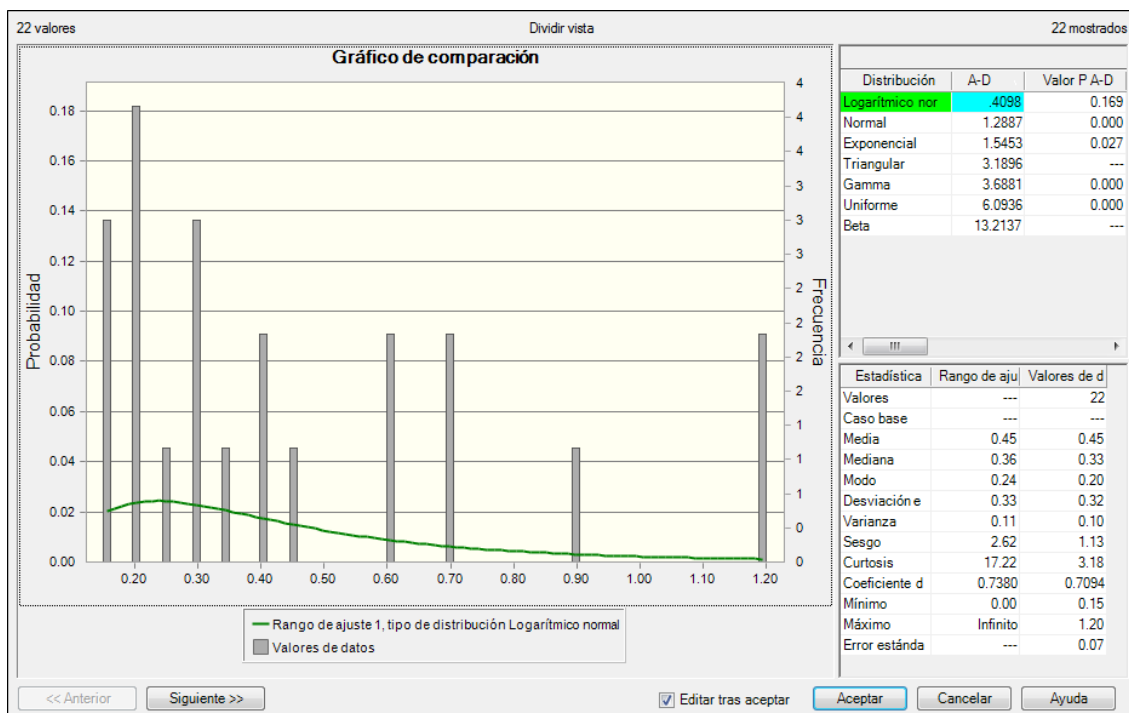 22 valores Dividir vista 22 mostrados
Gráfico de comparación
Probabilidad
0.18
0.16
0.14
0.12
0.10
0.08
0.06
0.04
0.02
0.00
4
4
4
3
3
3
2
2
2
2
1
1
1
0
0
Frecuencia
0.20 0.30 0.40 0.50 0.60 0.70 0.80 0.90 1.00 1.10 1.20
Rango de ajuste 1, tipo de distribución Logarítmico normal
Valores de datos
Distribución A-D Valor P A-D
Logarítmico nor .4098 0.169
Normal 1.2887 0.000
Exponencial 1.5453 0.027
Triangular 3.1896 ---
Gamma 3.6881 0.000
Uniforme 6.0936 0.000
Beta 13.2137 ---
Estadística Rango de aju Valores de d
Valores --- 22
Caso base --- ---
Media 0.45 0.45
Mediana 0.36 0.33
Modo 0.24 0.20
Desviación e 0.33 0.32
Varianza 0.11 0.10
Sesgo 2.62 1.13
Curtosis 17.22 3.18
Coeficiente d 0.7380 0.7094
Mínimo 0.00 0.15
Máximo Infinito 1.20
Error estánda --- 0.07
<< Anterior Siguiente >> Editar tras aceptar Aceptar Cancelar Ayuda